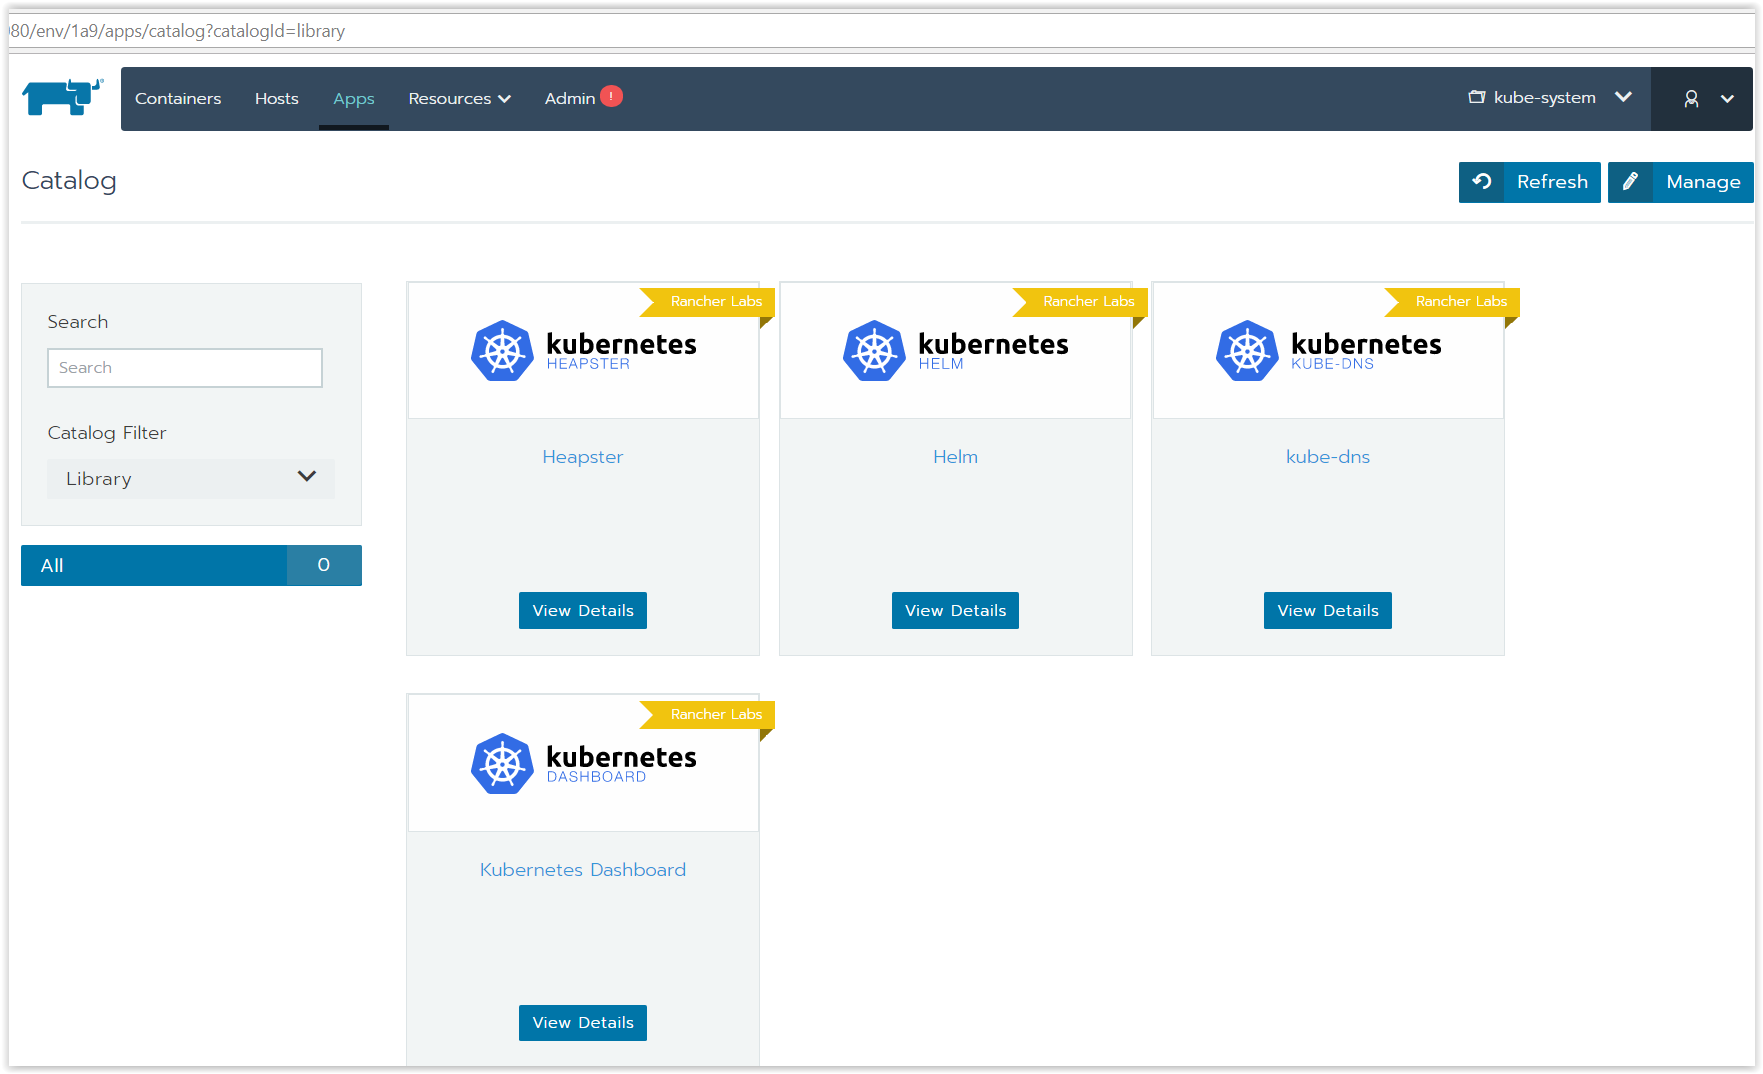 080/env/1a9/apps/catalog?catalogId=library
Containers Hosts Apps Resources Admin ! kube-system
Catalog
Refresh Manage
Search
Search
Catalog Filter
Library
All 0
Rancher Labs
kubernetes
HEAPSTER
Heapster
View Details
Rancher Labs
kubernetes
HELM
Helm
View Details
Rancher Labs
kubernetes
KUBE-DNS
kube-dns
View Details
Rancher Labs
kubernetes
DASHBOARD
Kubernetes Dashboard
View Details